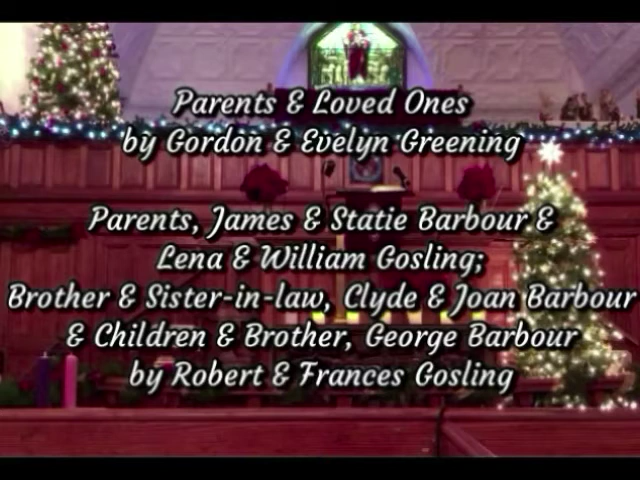 Parents & Loved Ones
by Gordon & Evelyn Greening
Parents, James & Statie Barbour &
Lena & William Gosling;
Brother & Sister-in-law, Clyde & Joan Barbour
& Children & Brother, George Barbour
by Robert & Frances Gosling